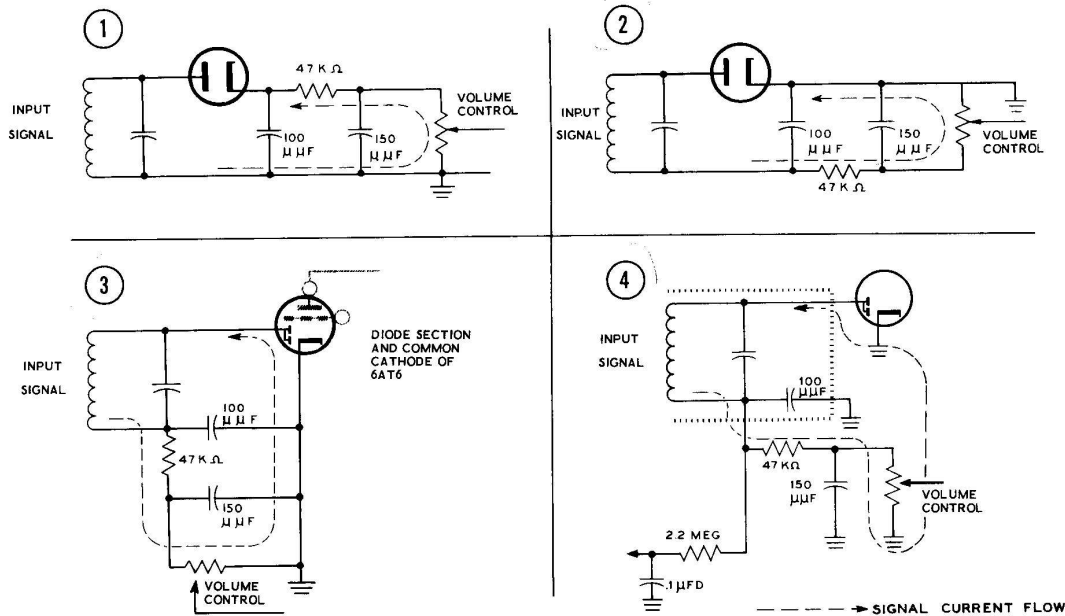 1
INPUT
SIGNAL
47 K Ω
100
μμF
150
μμF
VOLUME
CONTROL
2
INPUT
SIGNAL
100
μμF
150
μμF
47 K Ω
VOLUME
CONTROL
3
INPUT
SIGNAL
DIODE SECTION
AND COMMON
CATHODE OF
6AT6
100
μμF
47 K Ω
150
μμF
VOLUME
CONTROL
4
INPUT
SIGNAL
100
μμF
47KΩ
150
μμF
VOLUME
CONTROL
2.2 MEG
.1 μFD
SIGNAL CURRENT FLOW